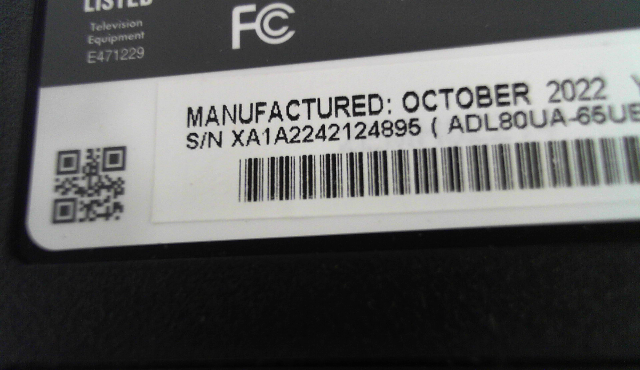 LISTED
Television
Equipment
E471229
FC
MANUFACTURED: OCTOBER 2022
S/N XA1A2242124895 ( ADL80UA-65UE